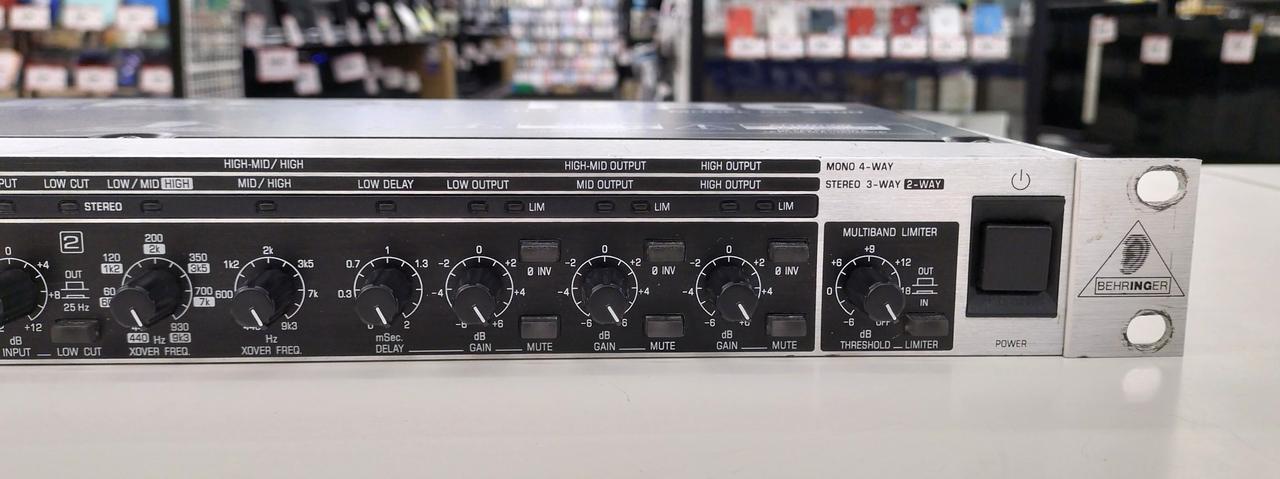 HIGH-MID / HIGH HIGH-MID OUTPUT HIGH OUTPUT MONO 4-WAY
PUT LOW CUT LOW / MID HIGH MID / HIGH LOW DELAY LOW OUTPUT MID OUTPUT HIGH OUTPUT STEREO 3-WAY 2-WAY
STEREO LIM LIM LIM
2
MULTIBAND LIMITER
0 +4 +8 +12 dB INPUT
OUT
25 Hz
LOW CUT
200
2k
120
1k2
350
3k5
700
7k
930
440 Hz 9k3
XOVER FREQ.
2k
1k2 3k5
600 7k
9k3
Hz
XOVER FREQ.
1
0.7 1.3
0.3
0 2
mSec.
DELAY
0
-2 +2
-4 +4
-6 +6
dB
GAIN
Ø INV
MUTE
0
-2 +2
-4 +4
-6 +6
dB
GAIN
Ø INV
MUTE
0
-2 +2
-4 +4
-6 +6
dB
GAIN
Ø INV
MUTE
+9
+6 +12
0 18
-6 OFF
dB
THRESHOLD
OUT
IN
LIMITER
POWER
BEHRINGER